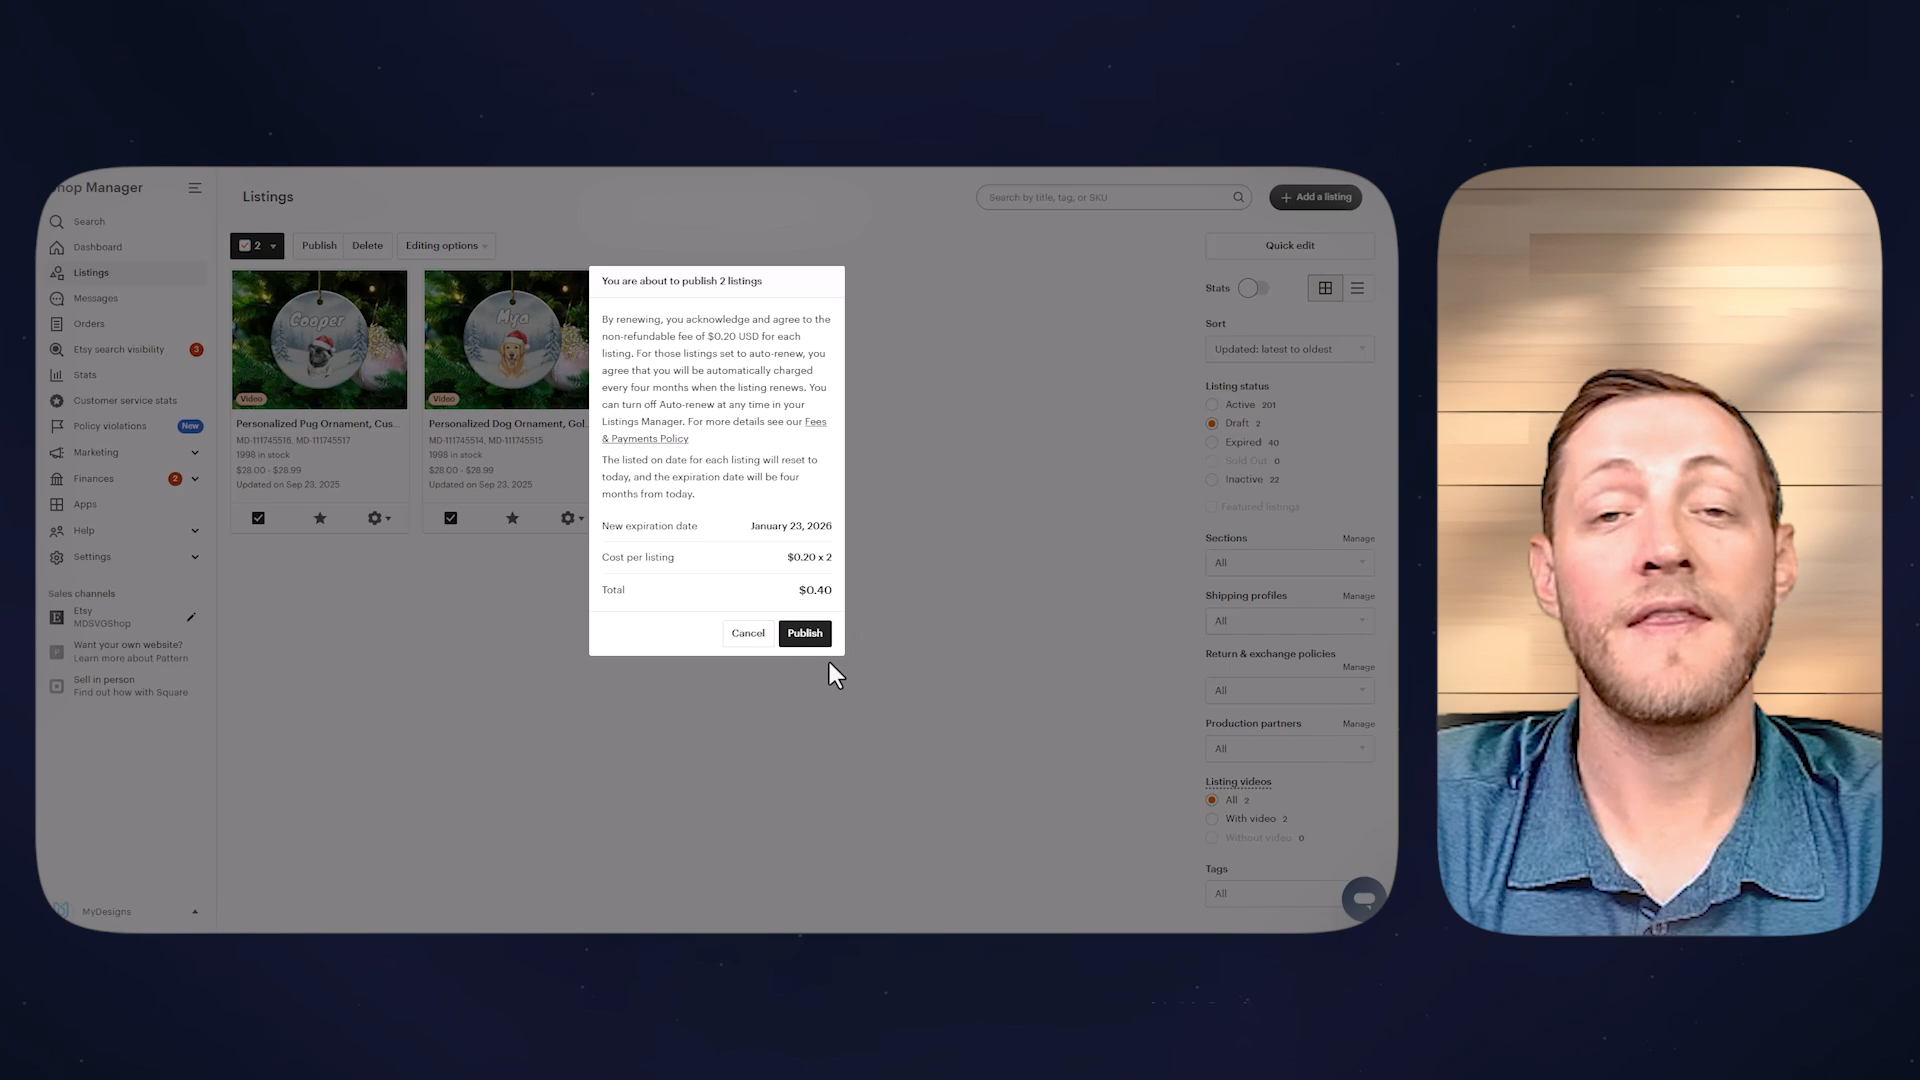 hop Manager
Search
Dashboard
Listings
Messages
Orders
Etsy search visibility 3
Stats
Customer service stats
Policy violations New
Marketing
Finances 2
Apps
Help
Settings
Sales channels
E Etsy
MDSVGShop
P Want your own website?
Learn more about Pattern
Sell in person
Find out how with Square
MyDesigns
Listings
Search by title, tag, or SKU
+ Add a listing
2
Publish
Delete
Editing options
Cooper
Video
Personalized Pug Ornament, Cus...
MD-111745516, MD-111745517
1998 in stock
$28.00 - $28.99
Updated on Sep 23, 2025
Mya
Video
Personalized Dog Ornament, Gol
MD-111745514, MD-111745515
1998 in stock
$28.00 - $28.99
Updated on Sep 23, 2025
You are about to publish 2 listings
By renewing, you acknowledge and agree to the
non-refundable fee of $0.20 USD for each
listing. For those listings set to auto-renew, you
agree that you will be automatically charged
every four months when the listing renews. You
can turn off Auto-renew at any time in your
Listings Manager. For more details see our Fees
& Payments Policy
The listed on date for each listing will reset to
today, and the expiration date will be four
months from today.
New expiration date January 23, 2026
Cost per listing $0.20 x 2
Total $0.40
Cancel
Publish
Quick edit
Stats
Sort
Updated: latest to oldest
Listing status
Active 201
Draft 2
Expired 40
Sold Out 0
Inactive 22
Featured listings
Sections Manage
All
Shipping profiles Manage
All
Return & exchange policies
Manage
All
Production partners Manage
All
Listing videos
All 2
With video 2
Without video 0
Tags
All